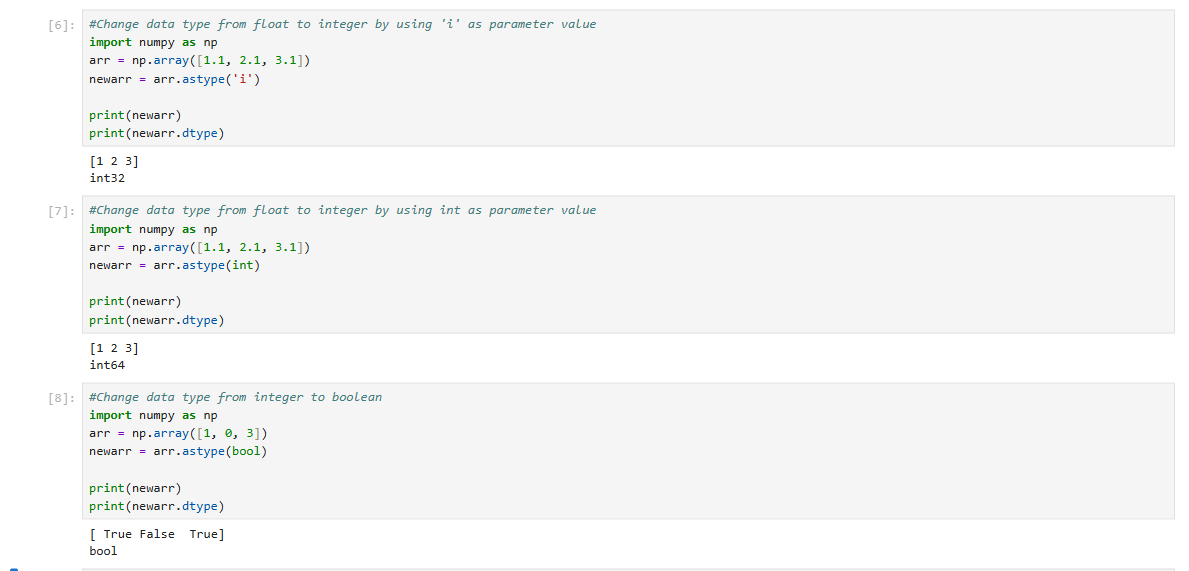 [6]: #Change data type from float to integer by using 'i' as parameter value
import numpy as np
arr = np.array([1.1, 2.1, 3.1])
newarr = arr.astype('i')
print(newarr)
print(newarr.dtype)
[1 2 3]
int32
[7]: #Change data type from float to integer by using int as parameter value
import numpy as np
arr = np.array([1.1, 2.1, 3.1])
newarr = arr.astype(int)
print(newarr)
print(newarr.dtype)
[1 2 3]
int64
[8]: #Change data type from integer to boolean
import numpy as np
arr = np.array([1, 0, 3])
newarr = arr.astype(bool)
print(newarr)
print(newarr.dtype)
[ True False  True]
bool